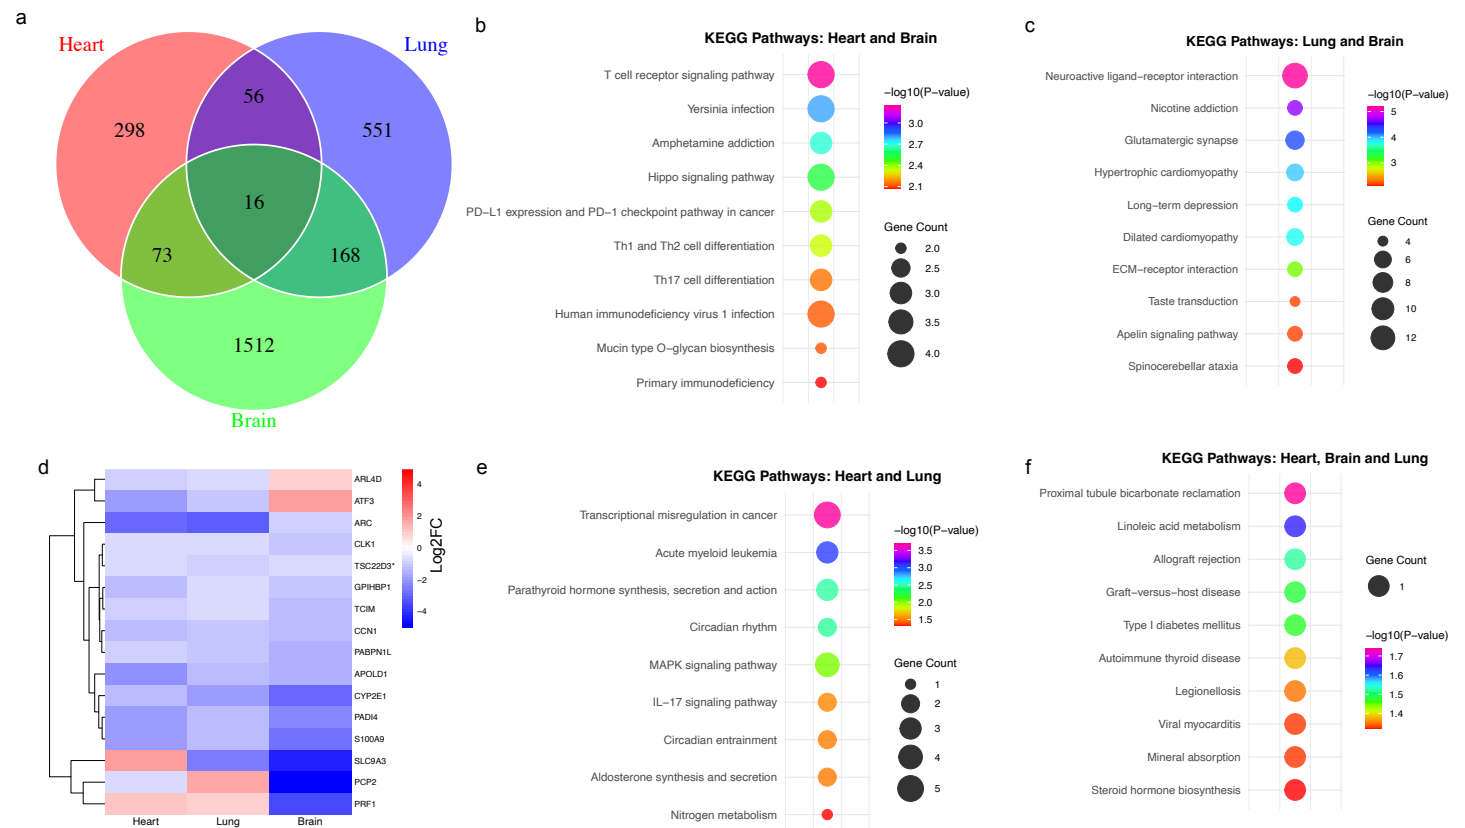 a
Heart
Lung
56
298
551
16
73
168
1512
Brain
b
KEGG Pathways: Heart and Brain
T cell receptor signaling pathway
Yersinia infection
Amphetamine addiction
Hippo signaling pathway
PD−L1 expression and PD−1 checkpoint pathway in cancer
Th1 and Th2 cell differentiation
Th17 cell differentiation
Human immunodeficiency virus 1 infection
Mucin type O−glycan biosynthesis
Primary immunodeficiency
−log10(P−value)
3.0
2.7
2.4
2.1
Gene Count
2.0
2.5
3.0
3.5
4.0
c
KEGG Pathways: Lung and Brain
Neuroactive ligand−receptor interaction
Nicotine addiction
Glutamatergic synapse
Hypertrophic cardiomyopathy
Long−term depression
Dilated cardiomyopathy
ECM−receptor interaction
Taste transduction
Apelin signaling pathway
Spinocerebellar ataxia
−log10(P−value)
5
4
3
Gene Count
4
6
8
10
12
d
ARL4D
ATF3
ARC
CLK1
TSC22D3*
GPIHBP1
TCIM
CCN1
PABPN1L
APOLD1
CYP2E1
PADI4
S100A9
SLC9A3
PCP2
PRF1
Heart
Lung
Brain
4
2
0
−2
−4
Log2FC
e
KEGG Pathways: Heart and Lung
Transcriptional misregulation in cancer
Acute myeloid leukemia
Parathyroid hormone synthesis, secretion and action
Circadian rhythm
MAPK signaling pathway
IL−17 signaling pathway
Circadian entrainment
Aldosterone synthesis and secretion
Nitrogen metabolism
−log10(P−value)
3.5
3.0
2.5
2.0
1.5
Gene Count
1
2
3
4
5
f
KEGG Pathways: Heart, Brain and Lung
Proximal tubule bicarbonate reclamation
Linoleic acid metabolism
Allograft rejection
Graft−versus−host disease
Type I diabetes mellitus
Autoimmune thyroid disease
Legionellosis
Viral myocarditis
Mineral absorption
Steroid hormone biosynthesis
Gene Count
1
−log10(P−value)
1.7
1.6
1.5
1.4